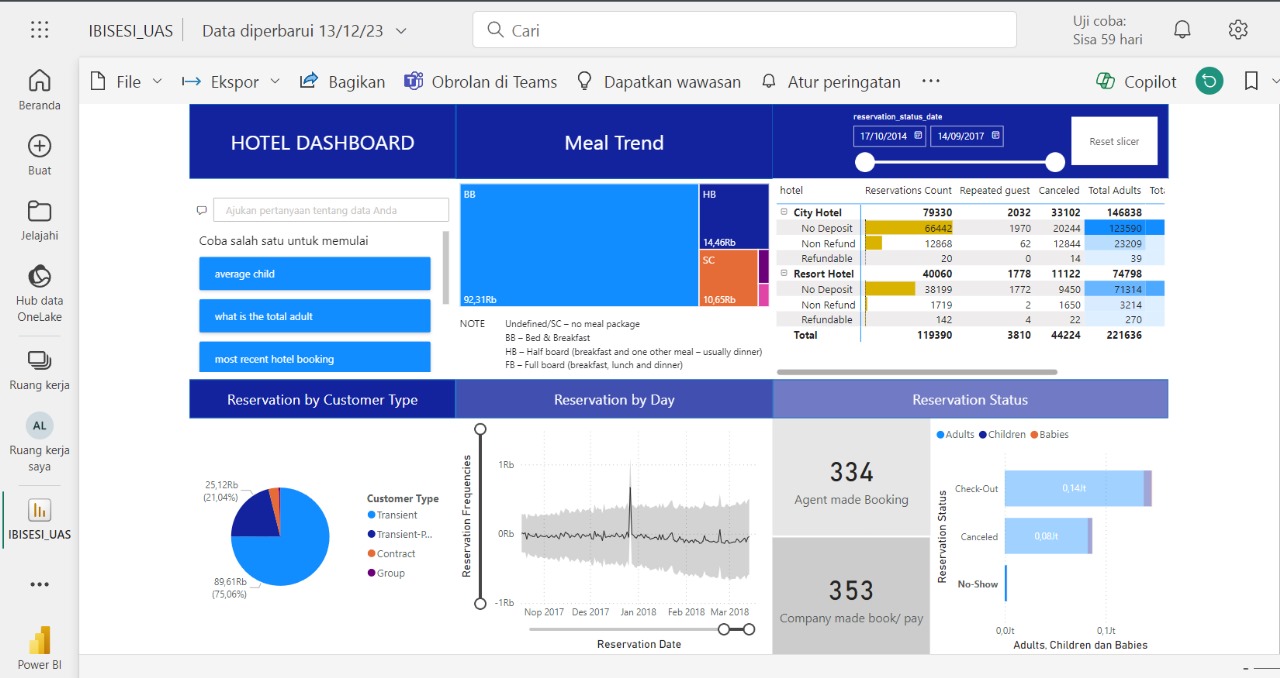 IBISESI_UAS
Data diperbarui 13/12/23
Cari
Uji coba:
Sisa 59 hari
File
Ekspor
Bagikan
Obrolan di Teams
Dapatkan wawasan
Atur peringatan
Copilot
Beranda
Buat
Jelajahi
Hub data
OneLake
Ruang kerja
AL
Ruang kerja
saya
IBISESI_UAS
Power BI
HOTEL DASHBOARD
Meal Trend
reservation_status_date
17/10/2014
14/09/2017
Reset slicer
Ajukan pertanyaan tentang data Anda
Coba salah satu untuk memulai
average child
what is the total adult
most recent hotel booking
BB
92,31Rb
HB
14,46Rb
SC
10,65Rb
NOTE Undefined/SC – no meal package
BB – Bed & Breakfast
HB – Half board (breakfast and one other meal – usually dinner)
FB – Full board (breakfast, lunch and dinner)
hotel Reservations Count Repeated guest Canceled Total Adults Tot
City Hotel 79330 2032 33102 146838
No Deposit 66442 1970 20244 123590
Non Refund 12868 62 12844 23209
Refundable 20 0 14 39
Resort Hotel 40060 1778 11122 74798
No Deposit 38199 1772 9450 71314
Non Refund 1719 2 1650 3214
Refundable 142 4 22 270
Total 119390 3810 44224 221636
Reservation by Customer Type
Reservation by Day
Reservation Status
25,12Rb
(21,04%)
89,61Rb
(75,06%)
Customer Type
Transient
Transient-P...
Contract
Group
Reservation Frequencies
1Rb
0Rb
-1Rb
Nop 2017 Des 2017 Jan 2018 Feb 2018 Mar 2018
Reservation Date
334
Agent made Booking
353
Company made book/ pay
Adults Children Babies
Reservation Status
Check-Out
0,14Jt
Canceled
0,08Jt
No-Show
0,0Jt 0,1Jt
Adults, Children dan Babies